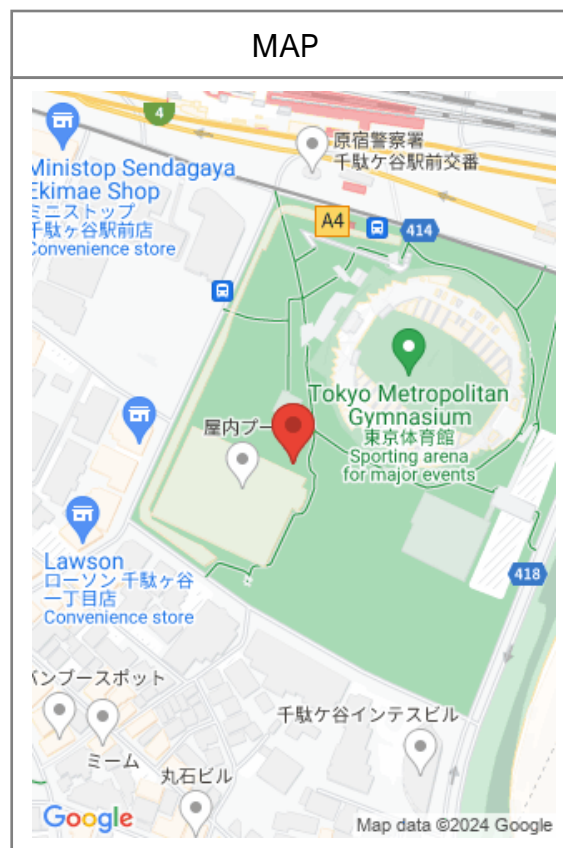 MAP
4
原宿警察署
千駄ケ谷駅前交番
Ministop Sendagaya
Ekimae Shop
ミニストップ
千駄ヶ谷駅前店
Convenience store
A4
414
Tokyo Metropolitan
Gymnasium
東京体育館
Sporting arena
for major events
屋内プー
Lawson
ローソン 千駄ヶ谷
一丁目店
Convenience store
418
バンブースポット
ミーム
千駄ケ谷インテスビル
丸石ビル
Google
Map data ©2024 Google